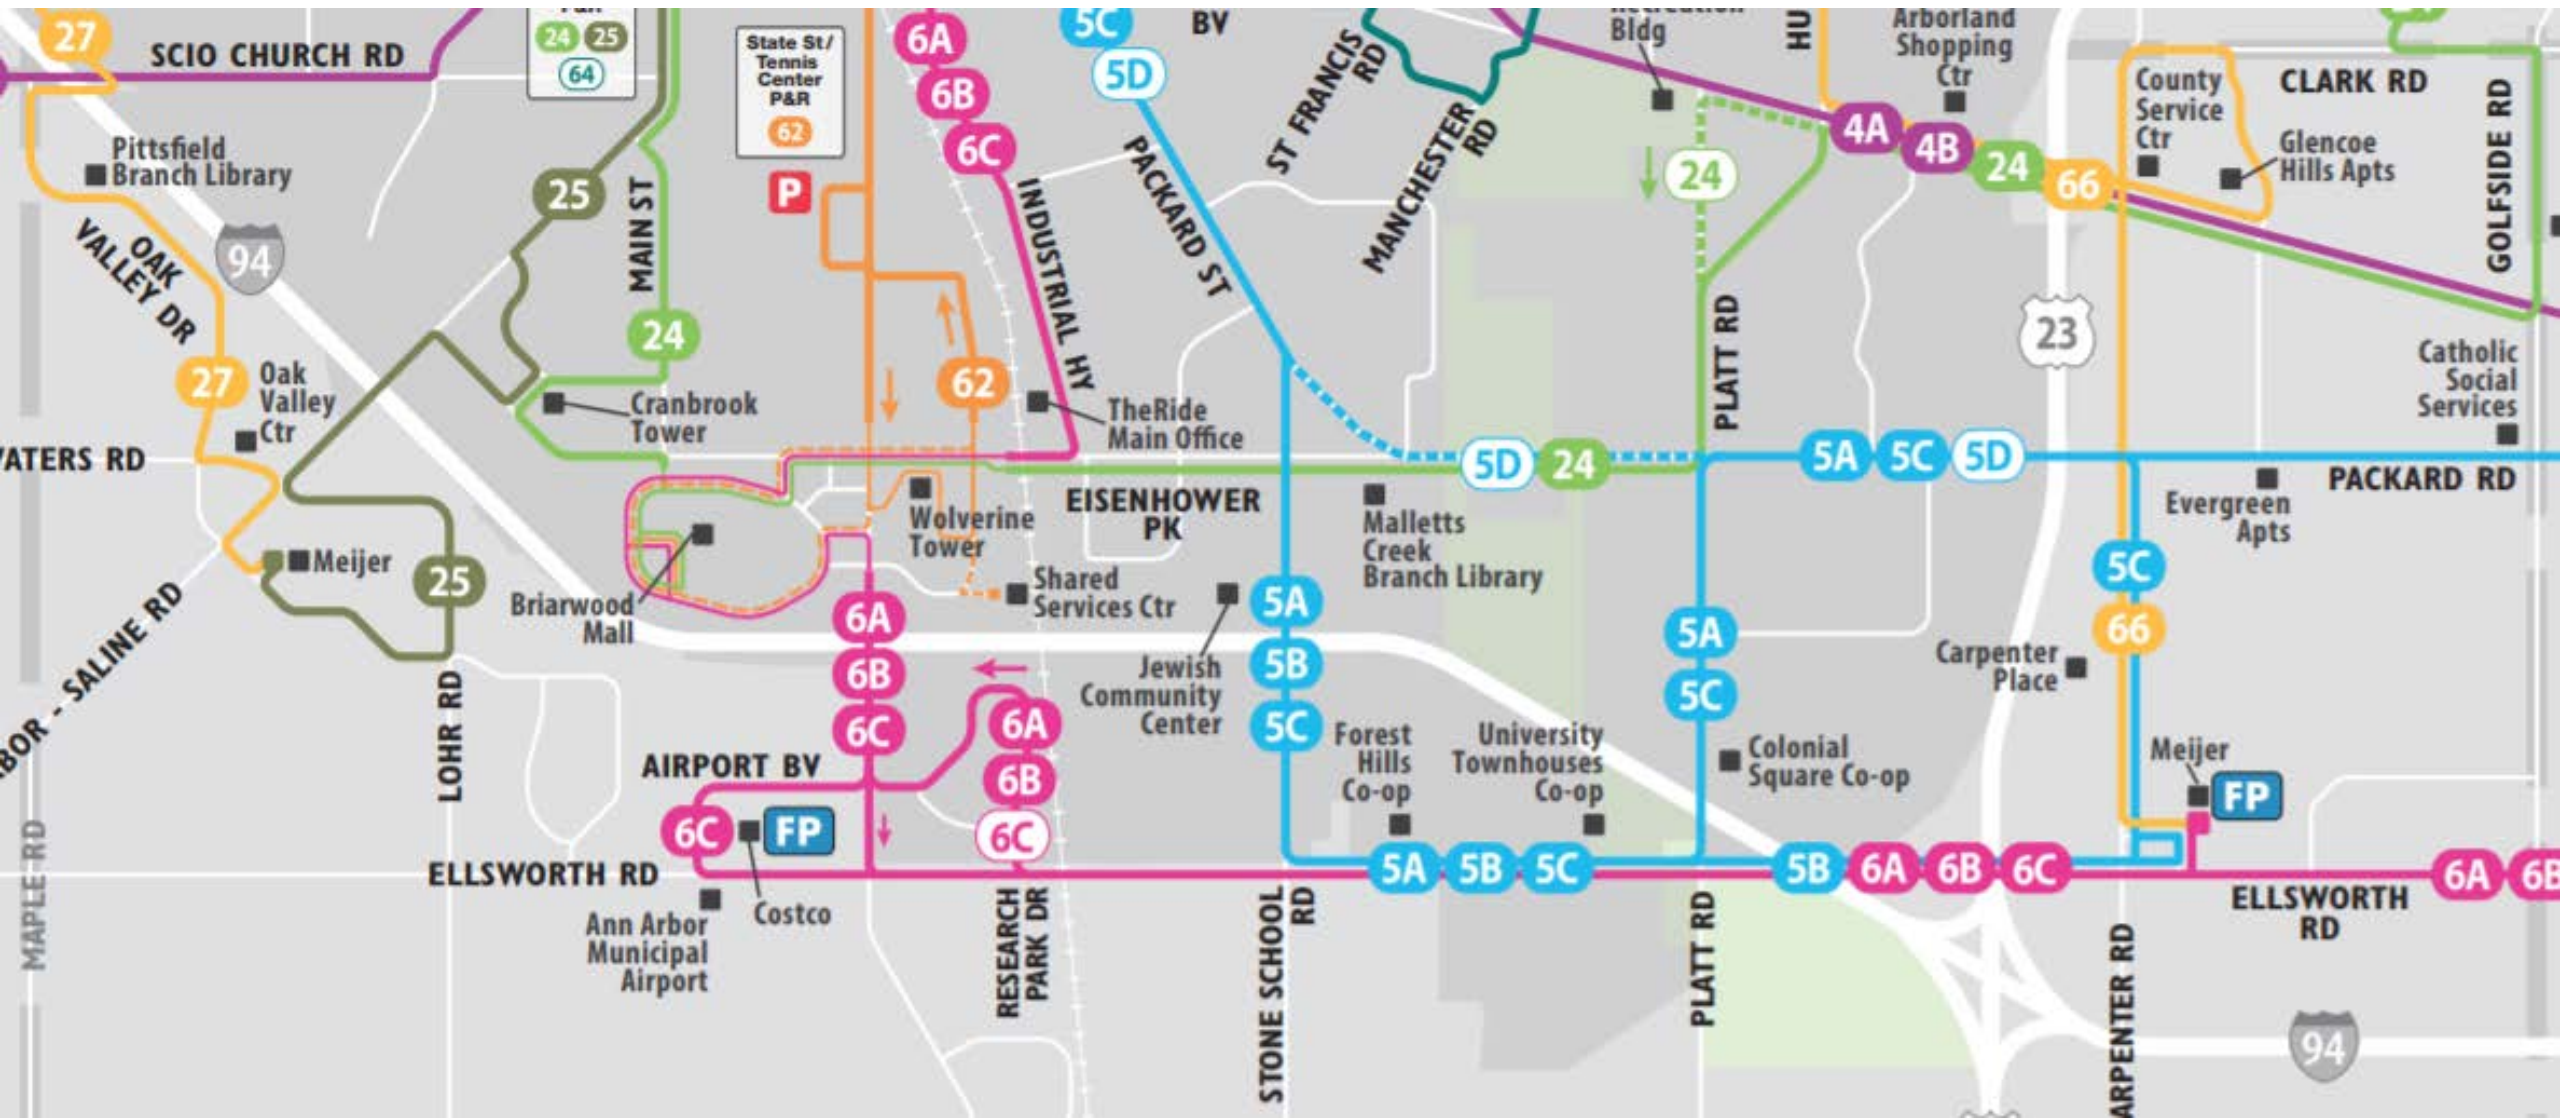 27
SCIO CHURCH RD
24 25
64
State St/
Tennis
Center
P&R
62
P
6A
6B
6C
5C
5D
BV
ST FRANCIS
RD
MANCHESTER
RD
Bldg
HU
Arborland
Shopping
Ctr
4A
4B
24
66
County
Service
Ctr
Glencoe
Hills Apts
CLARK RD
GOLFSIDE RD
Pittsfield
Branch Library
OAK
VALLEY DR
94
25
MAIN ST
24
INDUSTRIAL HY
PACKARD ST
24
PLATT RD
23
Catholic
Social
Services
27
Oak
Valley
Ctr
Cranbrook
Tower
62
TheRide
Main Office
ATERS RD
EISENHOWER
PK
5D
24
5A
5C
5D
PACKARD RD
Evergreen
Apts
Wolverine
Tower
Malletts
Creek
Branch Library
Meijer
25
Briarwood
Mall
Shared
Services Ctr
5C
66
BOR - SALINE RD
LOHR RD
6A
6B
6C
Jewish
Community
Center
5A
5B
5C
5A
5C
Carpenter
Place
6A
6B
6C
AIRPORT BV
Forest
Hills
Co-op
University
Townhouses
Co-op
Colonial
Square Co-op
Meijer
FP
6C
FP
ELLSWORTH RD
5A
5B
5C
5B
6A
6B
6C
6A
6B
ELLSWORTH
RD
MAPLE RD
Costco
Ann Arbor
Municipal
Airport
RESEARCH
PARK DR
STONE SCHOOL
RD
PLATT RD
ARPENTER RD
94